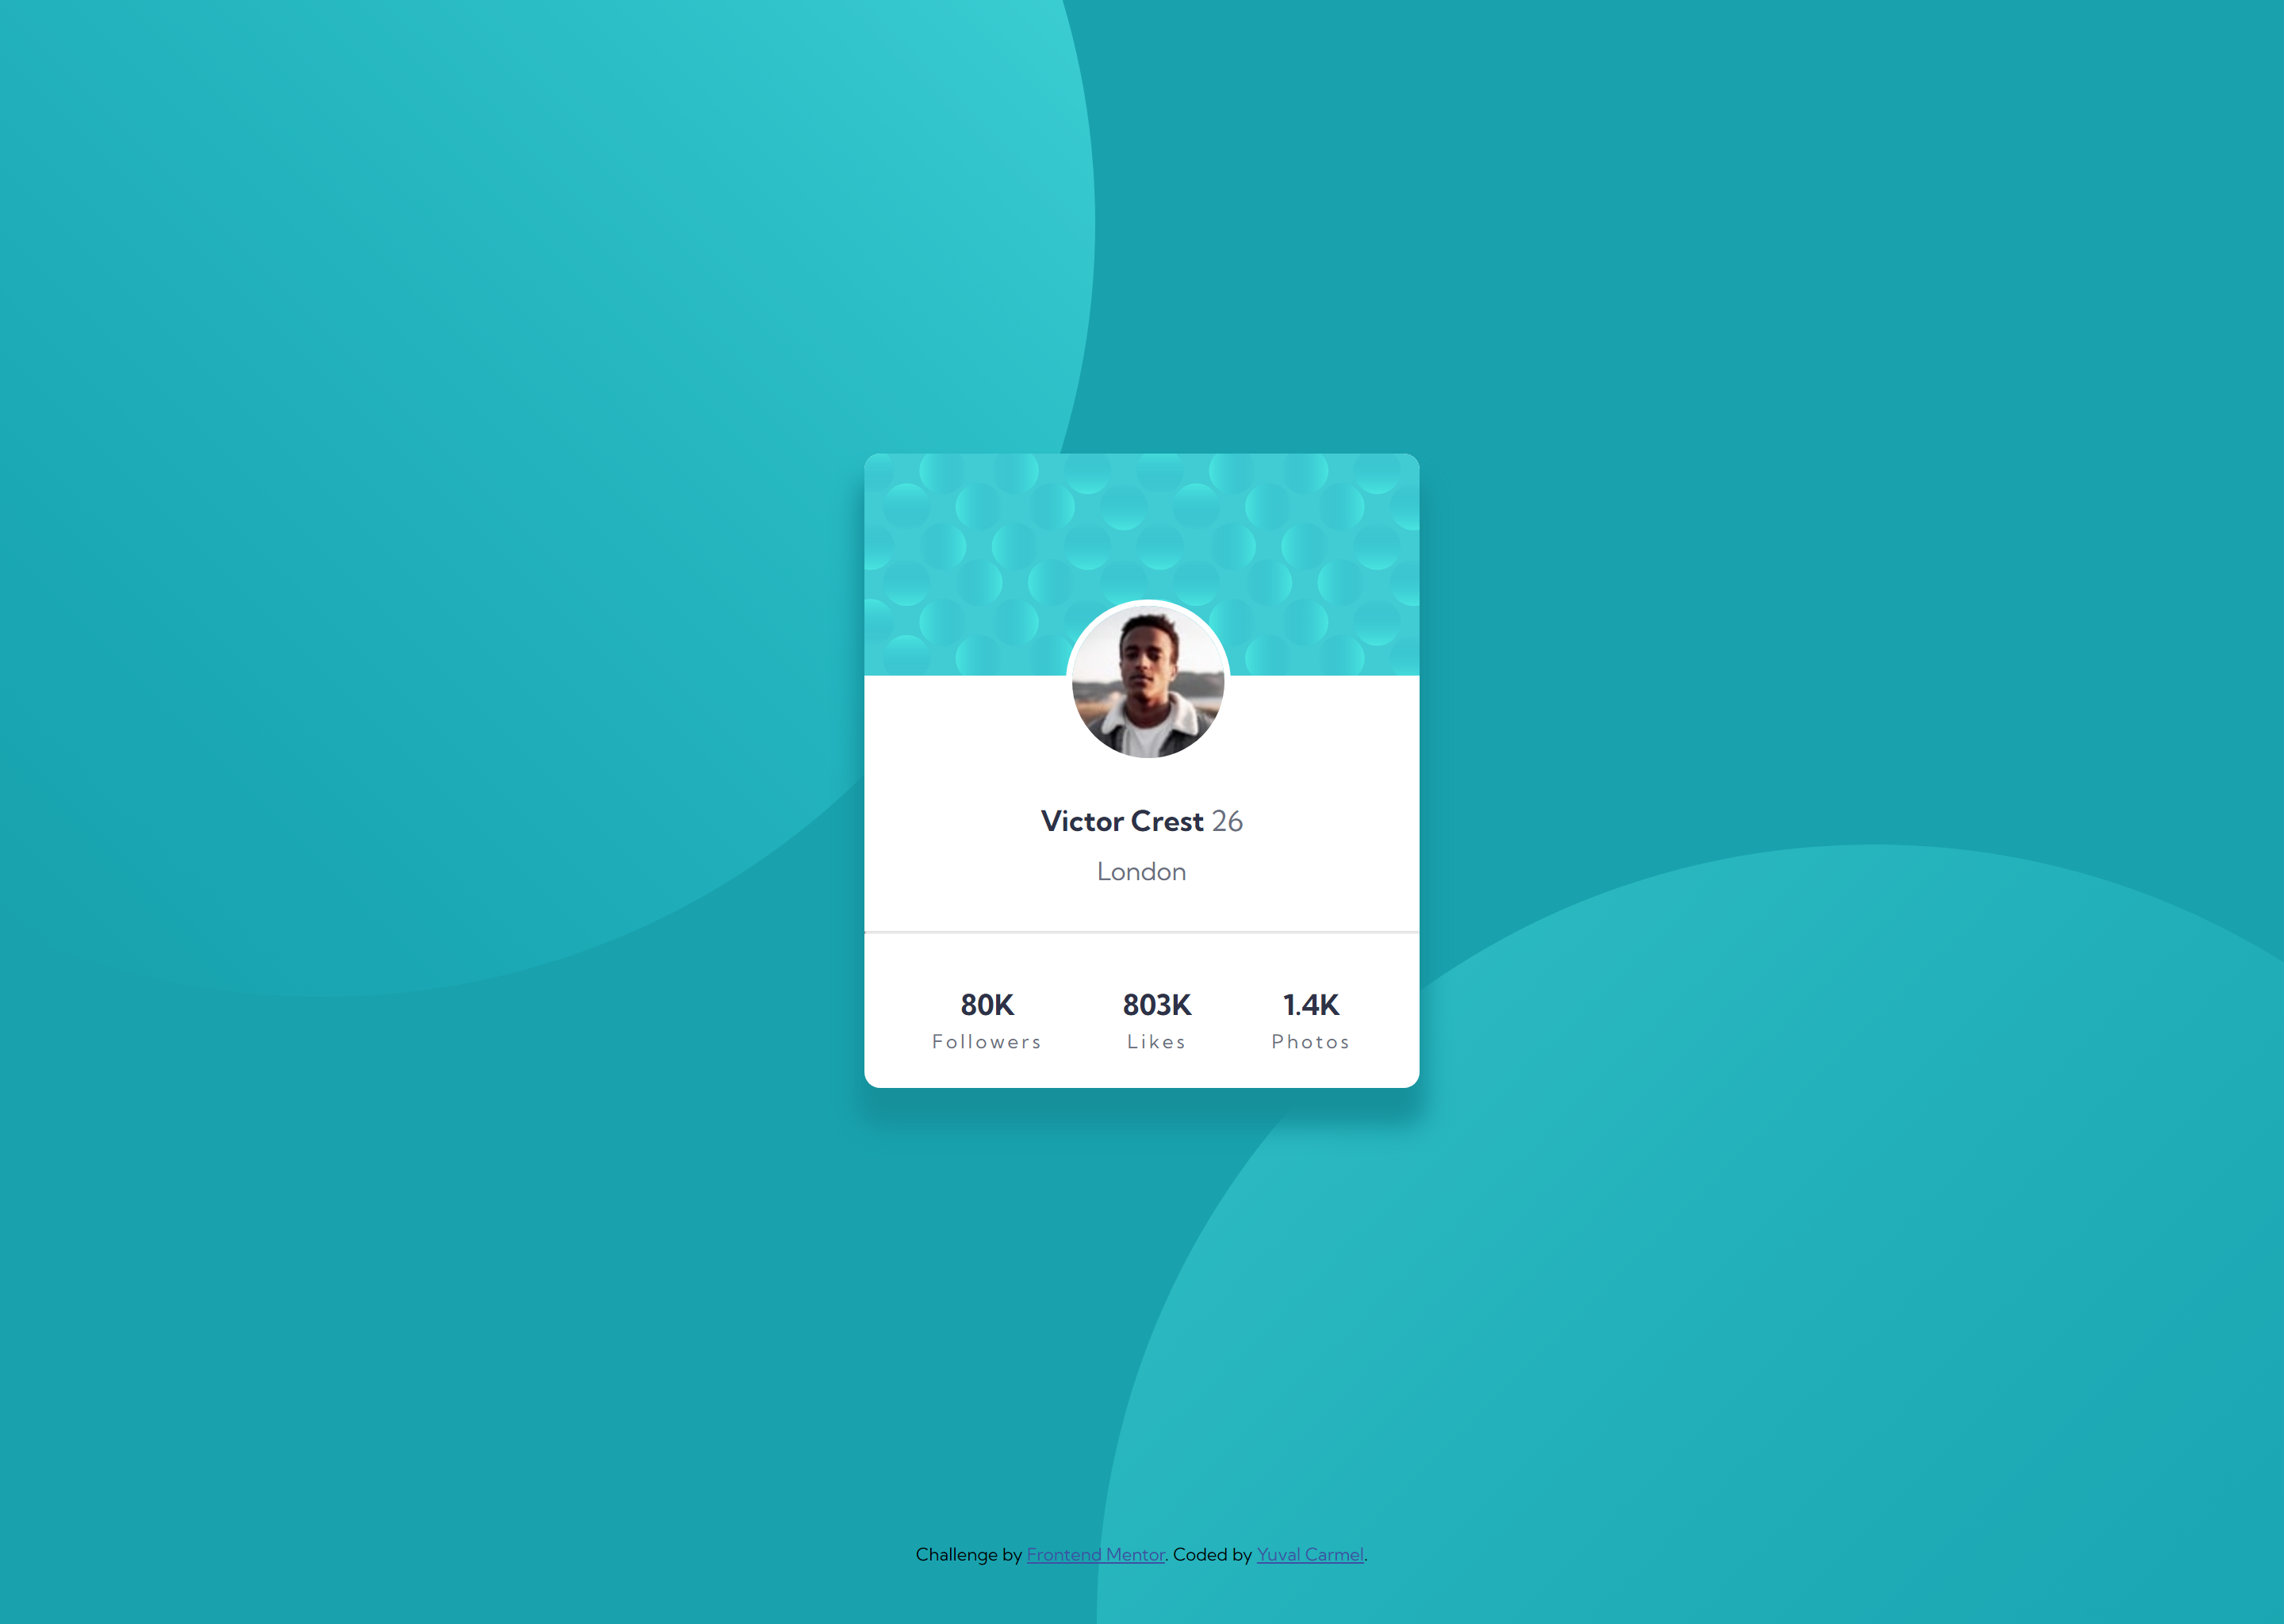 Victor Crest 26
London
80K 803K 1.4K
Followers Likes Photos
Challenge by Frontend Mentor. Coded by Yuval Carmel.